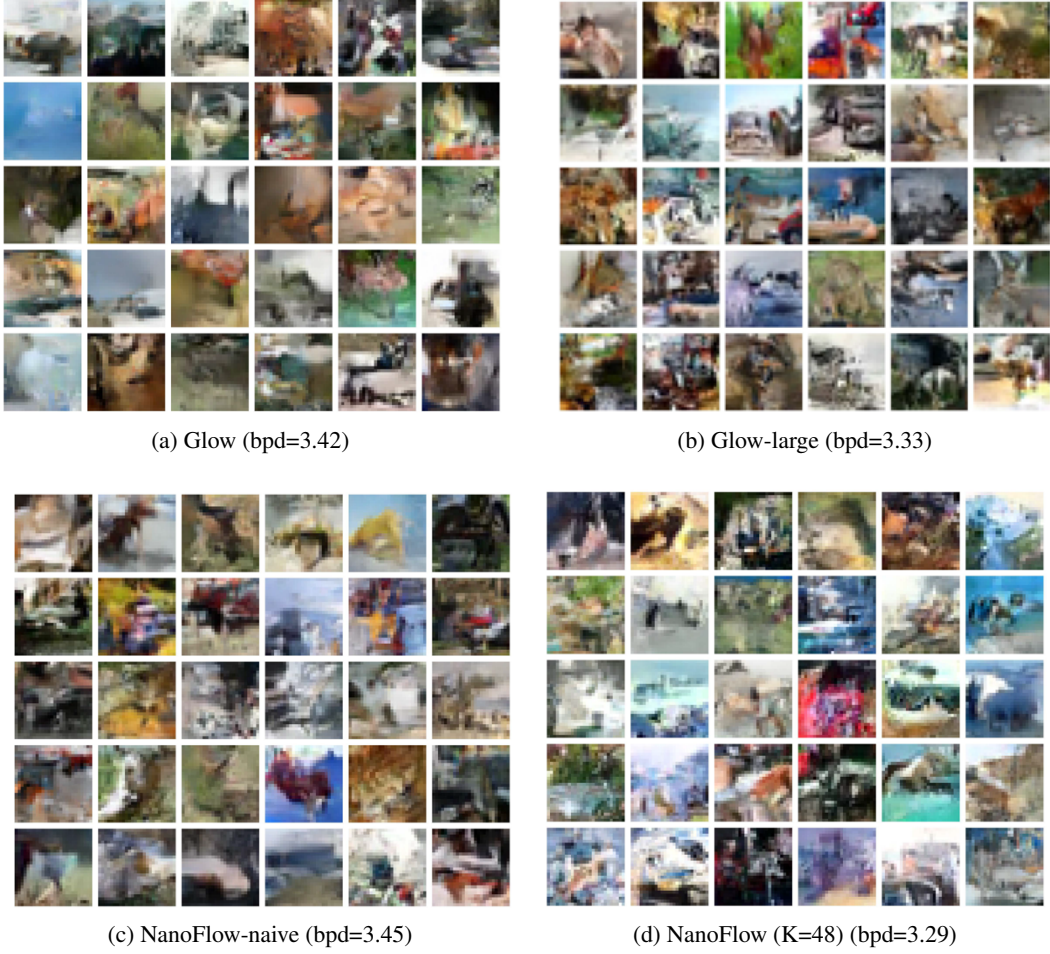 (a) Glow (bpd=3.42)
(b) Glow-large (bpd=3.33)
(c) NanoFlow-naive (bpd=3.45)
(d) NanoFlow (K=48) (bpd=3.29)